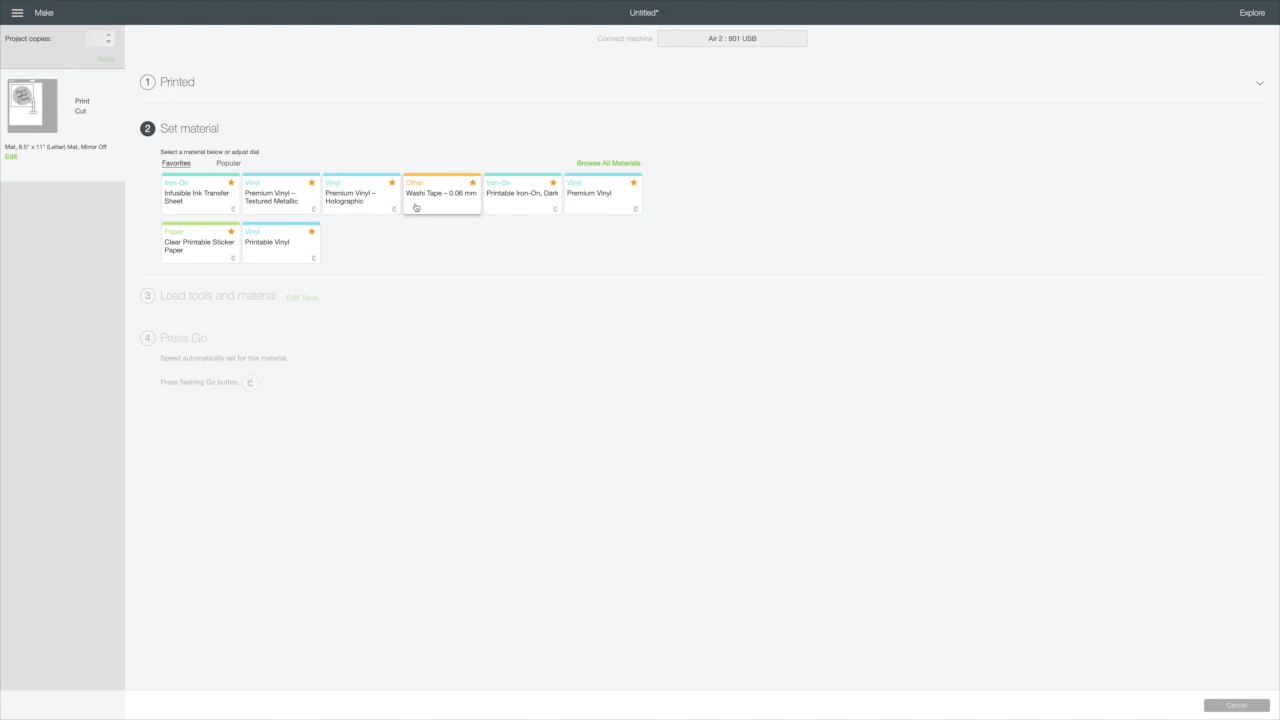 Make
Untitled*
Explore
Project copies:
1
Apply
Print
Cut
Mat, 8.5" x 11" (Letter) Mat, Mirror Off
Edit
Connect machine
Air 2 : 901 USB
1 Printed
2 Set material
Select a material below or adjust dial
Favorites Popular
Browse All Materials
Iron-On
Infusible Ink Transfer
Sheet
C
Vinyl
Premium Vinyl –
Textured Metallic
C
Vinyl
Premium Vinyl –
Holographic
C
Other
Washi Tape – 0.06 mm
Iron-On
Printable Iron-On, Dark
C
Vinyl
Premium Vinyl
C
Paper
Clear Printable Sticker
Paper
C
Vinyl
Printable Vinyl
C
3 Load tools and material Edit Tools
4 Press Go
Speed automatically set for this material.
Press flashing Go button. C
Cancel